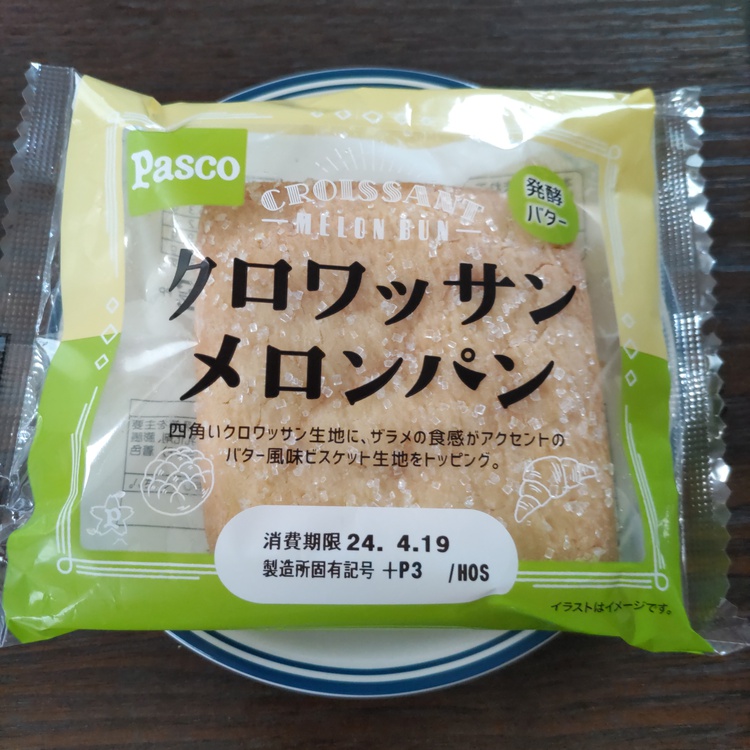 Pasco
CROISSANT
MELON BUN
発酵
バター
クロワッサン
メロンパン
四角いクロワッサン生地に、ザラメの食感がアクセントの
バター風味ビスケット生地をトッピング。
消費期限 24. 4.19
製造所固有記号 +P3 /HOS
イラストはイメージです。